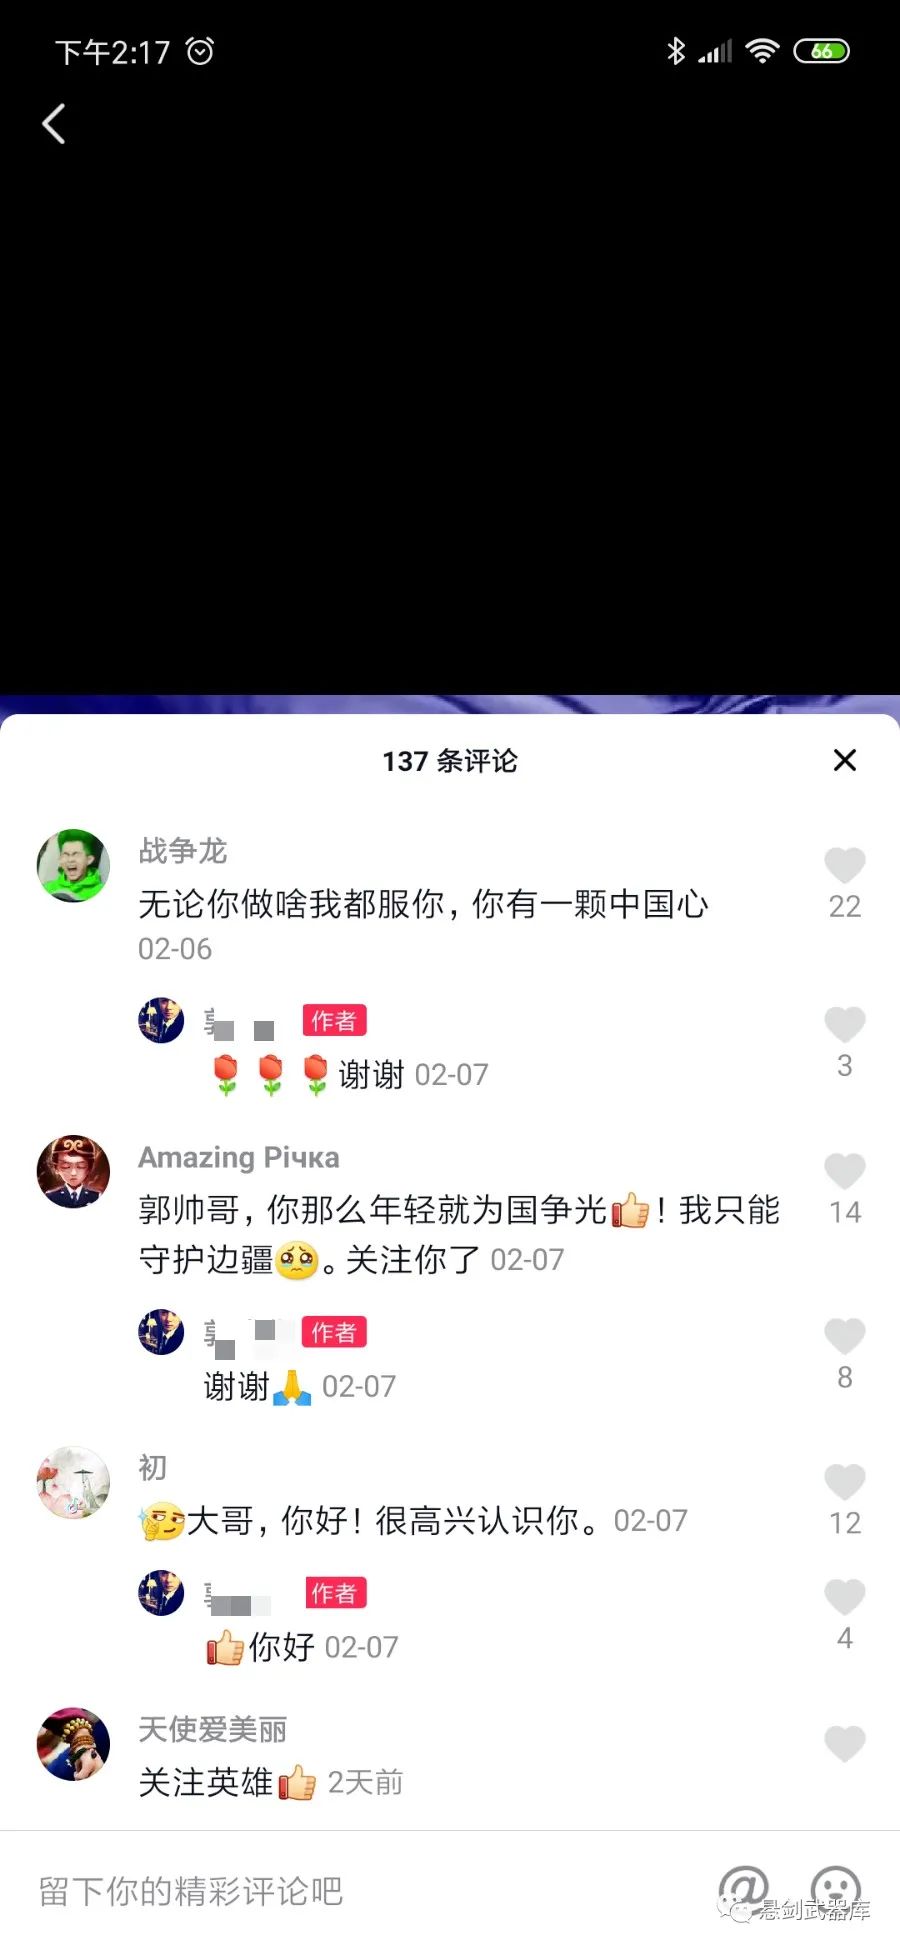 下午2:17
66
137 条评论
战争龙
无论你做啥我都服你，你有一颗中国心
22
02-06
作者
谢谢 02-07
3
Amazing Річка
郭帅哥，你那么年轻就为国争光！我只能
14
守护边疆。关注你了 02-07
作者
谢谢 02-07
8
初
大哥，你好！很高兴认识你。02-07
12
作者
你好 02-07
4
天使爱美丽
关注英雄 2天前
留下你的精彩评论吧
@
悬剑武器库